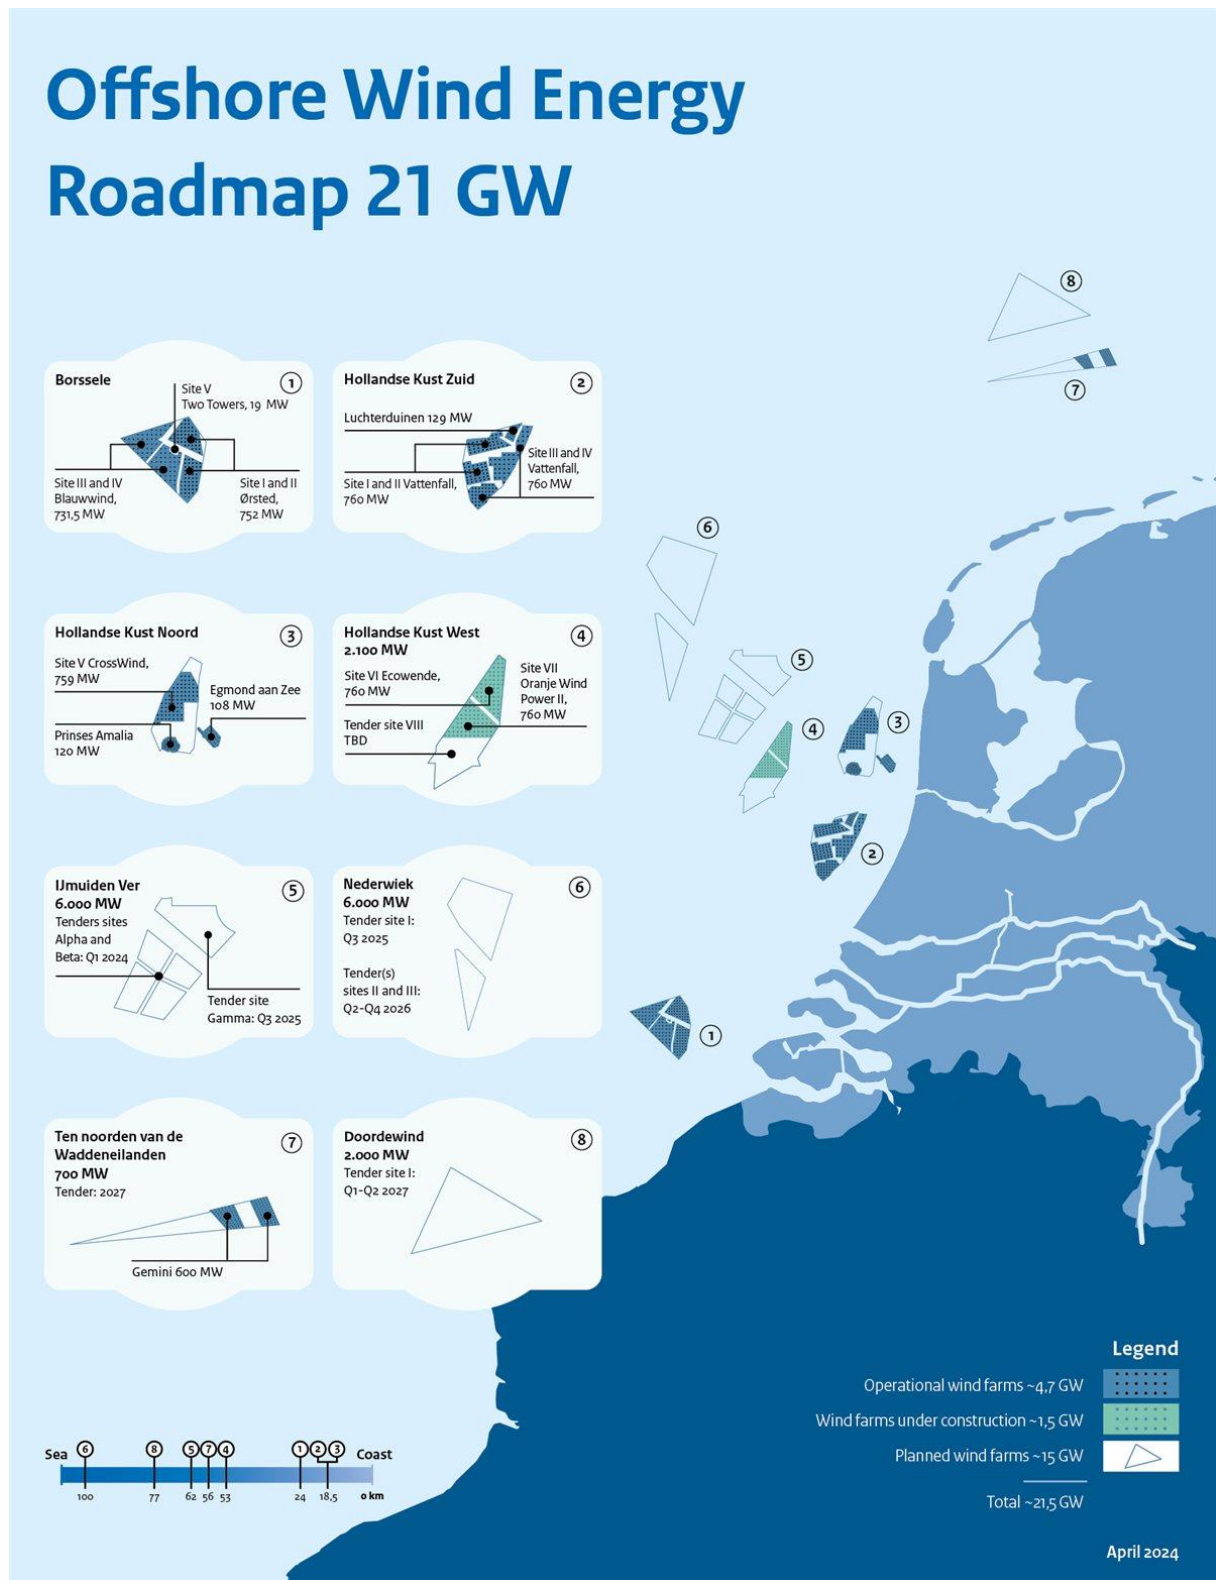 Offshore Wind Energy
Roadmap 21 GW
8
7
6
5
4
3
2
1
Borssele
1
Site V
Two Towers, 19 MW
Site III and IV
Blauwwind,
731,5 MW
Site I and II
Ørsted,
752 MW
Hollandse Kust Zuid
2
Luchterduinen 129 MW
Site III and IV
Vattenfall,
760 MW
Site I and II Vattenfall,
760 MW
Hollandse Kust Noord
3
Site V CrossWind,
759 MW
Egmond aan Zee
108 MW
Prinses Amalia
120 MW
Hollandse Kust West
2.100 MW
4
Site VI Ecowende,
760 MW
Site VII
Oranje Wind
Power II,
760 MW
Tender site VIII
TBD
IJmuiden Ver
6.000 MW
5
Tenders sites
Alpha and
Beta: Q1 2024
Tender site
Gamma: Q3 2025
Nederwiek
6.000 MW
6
Tender site I:
Q3 2025
Tender(s)
sites II and III:
Q2-Q4 2026
Ten noorden van de
Waddeneilanden
700 MW
7
Tender: 2027
Gemini 600 MW
Doordewind
2.000 MW
8
Tender site I:
Q1-Q2 2027
Legend
Operational wind farms ~4,7 GW
Wind farms under construction ~1,5 GW
Planned wind farms ~15 GW
Total ~21,5 GW
Sea 6 8 5 7 4 1 2 3 Coast
100 77 62 56 53 24 18,5 0 km
April 2024